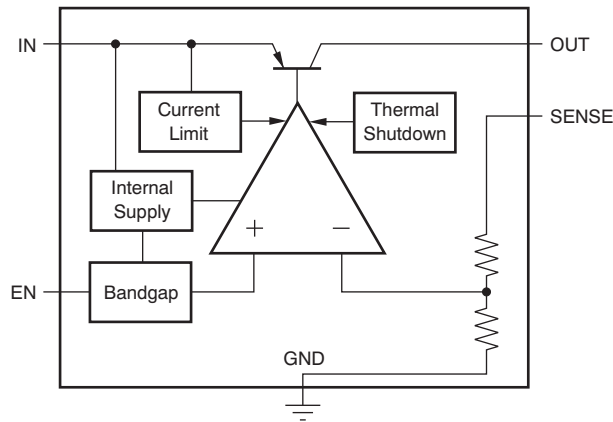 IN
OUT
Current
Limit
Thermal
Shutdown
SENSE
Internal
Supply
+
−
EN
Bandgap
GND